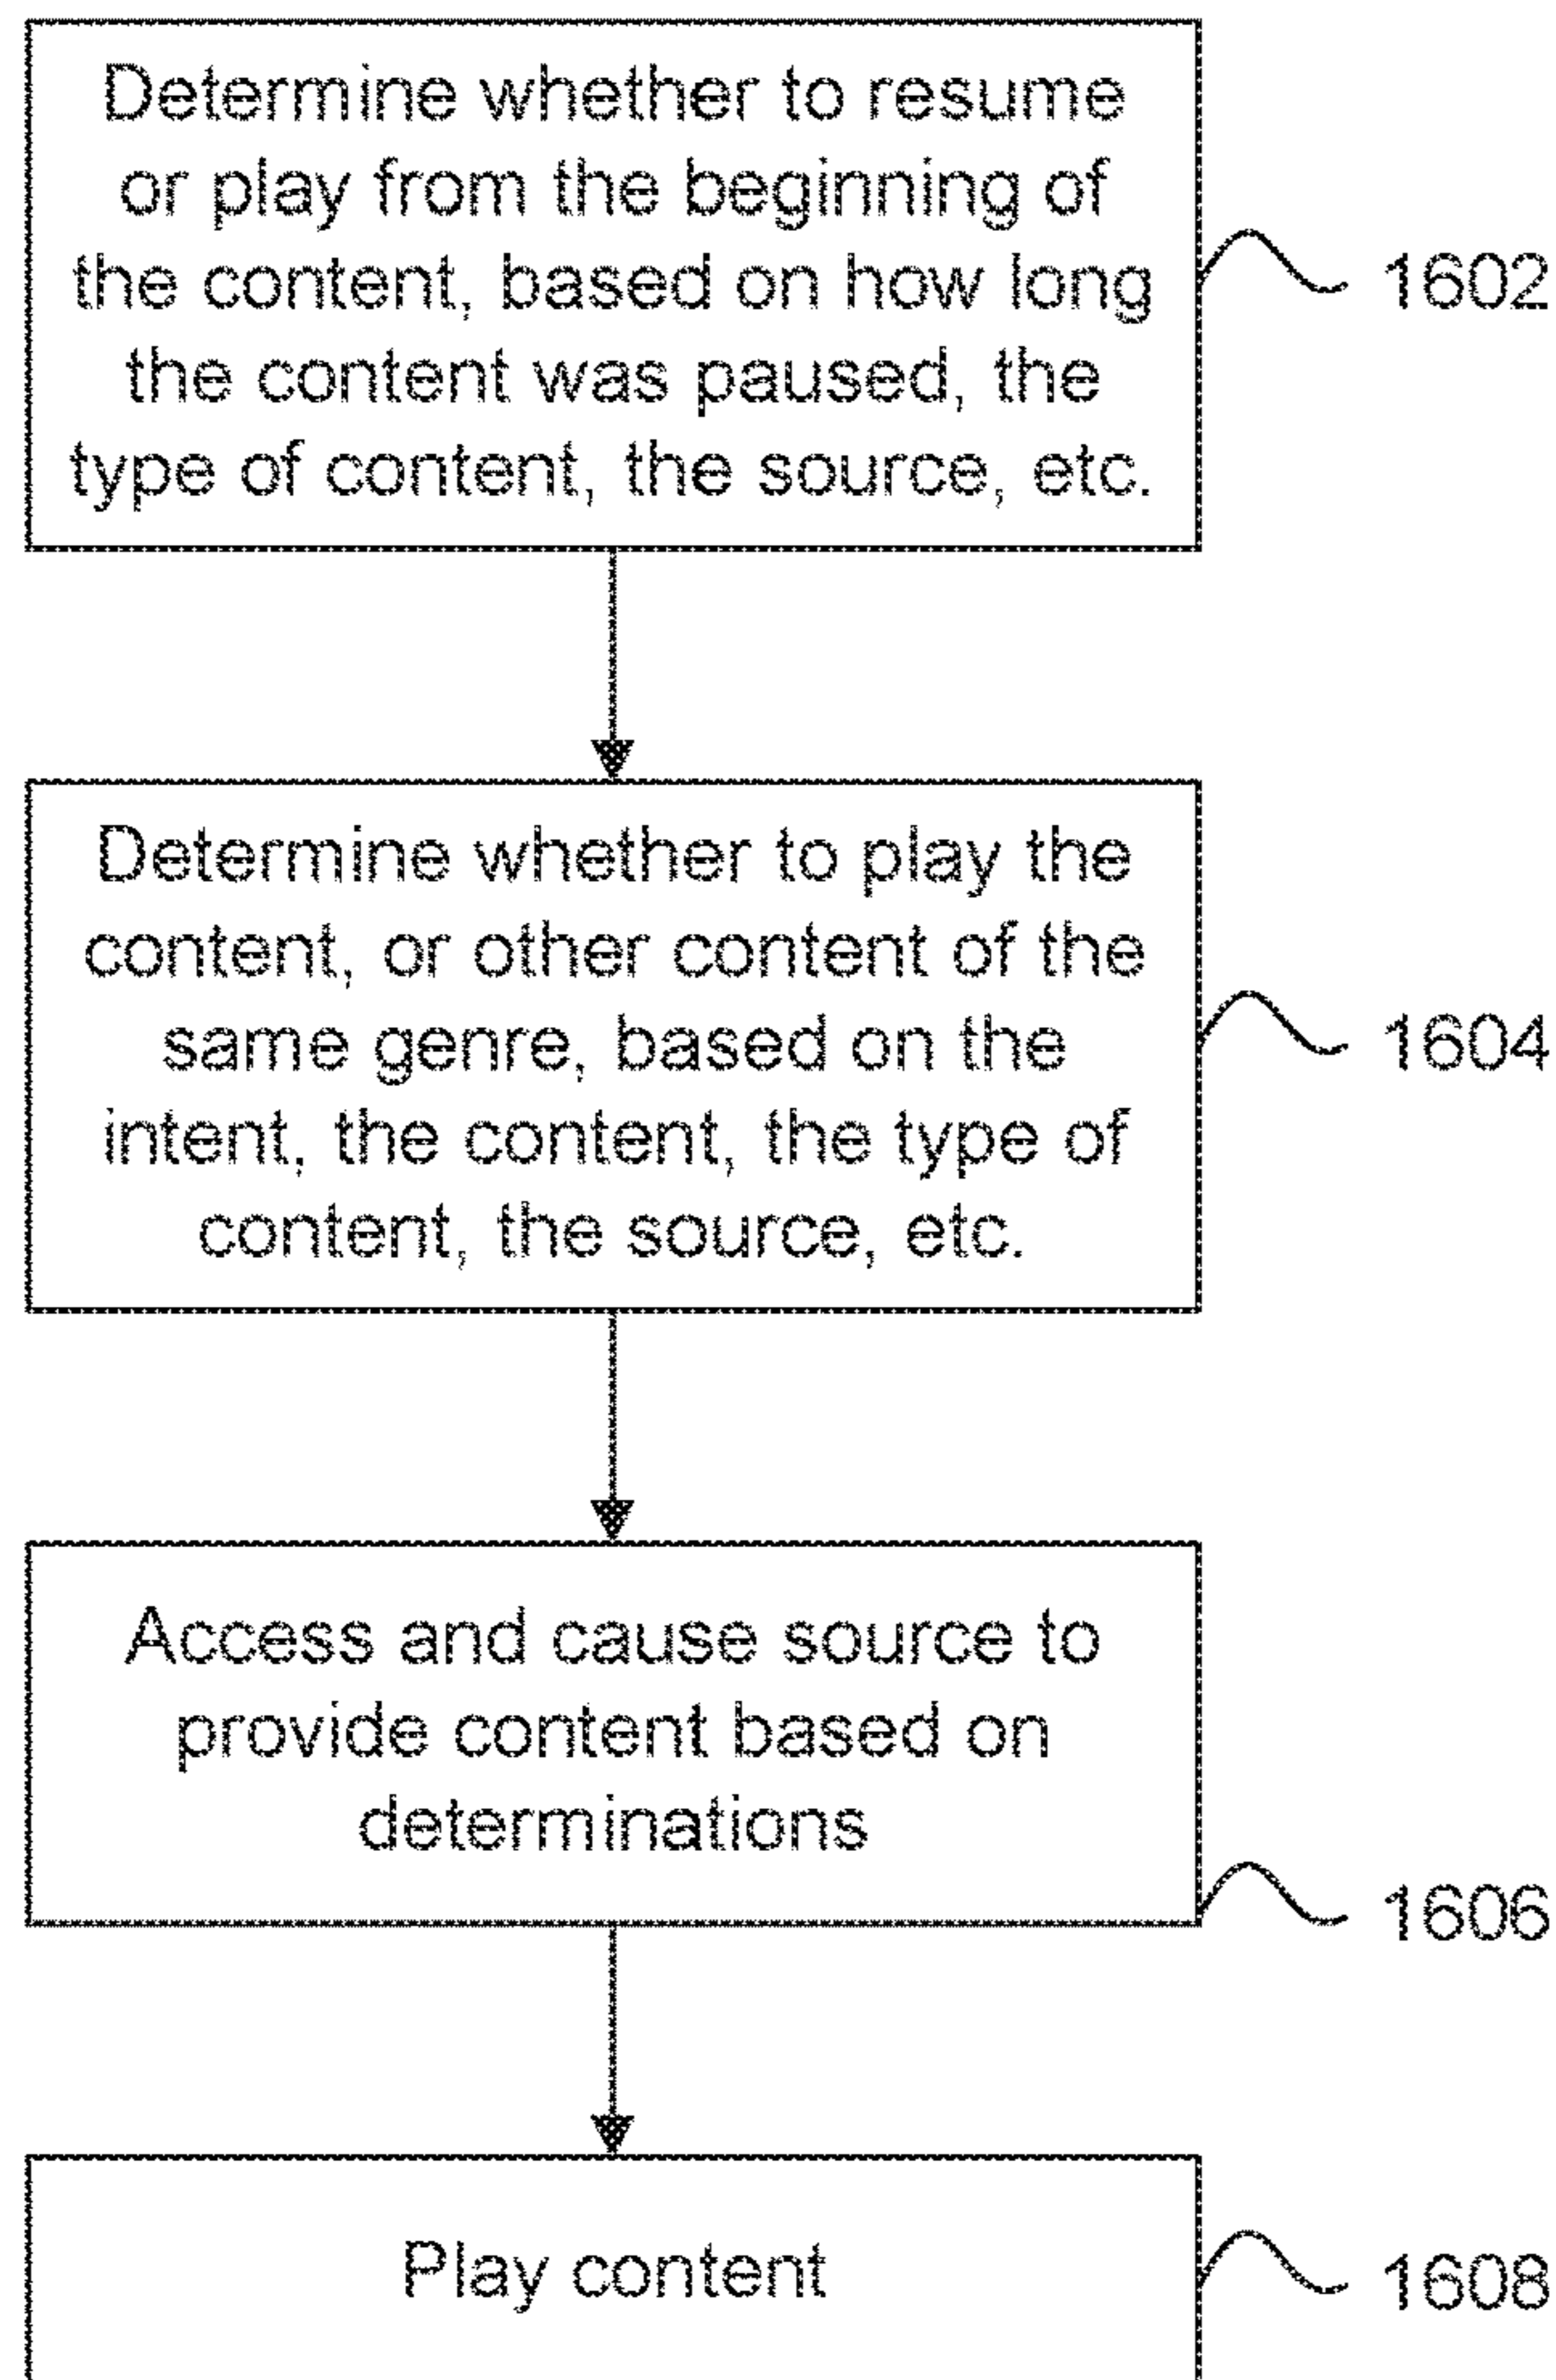 Determine whether to resume
or play from the beginning of
the content, based on how long
the content was paused, the
type of content, the source, etc.
1602
Determine whether to play the
content, or other content of the
same genre, based on the
intent, the content, the type of
content, the source, etc.
1604
Access and cause source to
provide content based on
determinations
1606
Play content
1608